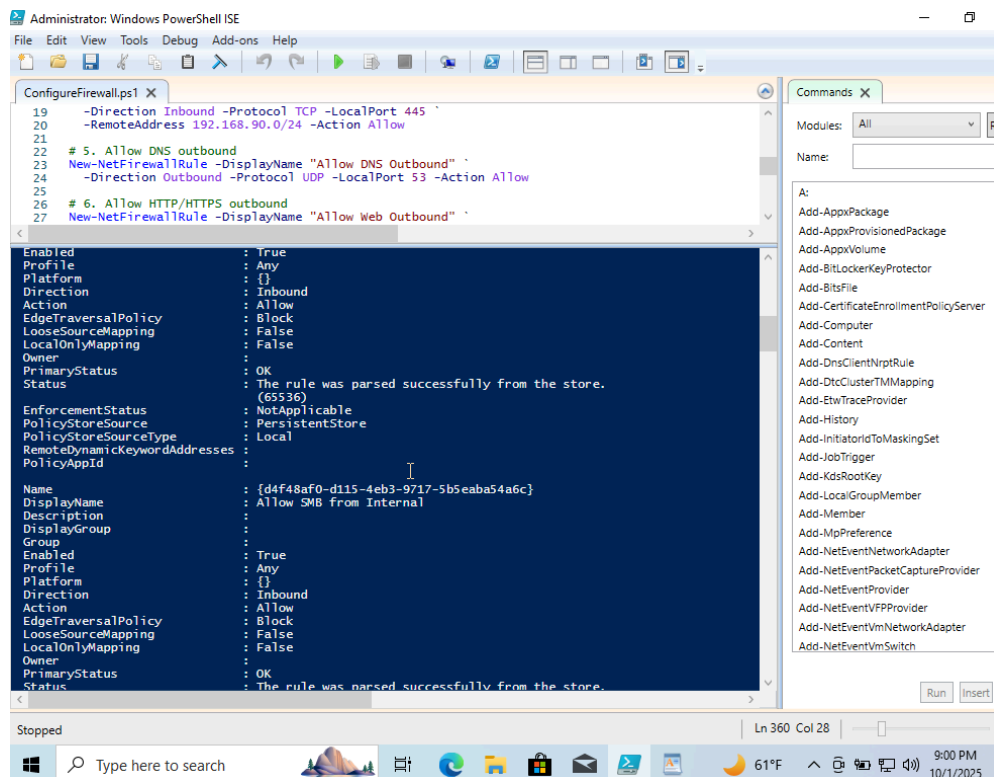 Administrator: Windows PowerShell ISE
File Edit View Tools Debug Add-ons Help
ConfigureFirewall.ps1
19 -Direction Inbound -Protocol TCP -LocalPort 445 `
20 -RemoteAddress 192.168.90.0/24 -Action Allow
21
22 # 5. Allow DNS outbound
23 New-NetFirewallRule -DisplayName "Allow DNS Outbound" `
24 -Direction Outbound -Protocol UDP -LocalPort 53 -Action Allow
25
26 # 6. Allow HTTP/HTTPS outbound
27 New-NetFirewallRule -DisplayName "Allow Web Outbound" `
Enabled : True
Profile : Any
Platform : {}
Direction : Inbound
Action : Allow
EdgeTraversalPolicy : Block
LooseSourceMapping : False
LocalOnlyMapping : False
Owner :
PrimaryStatus : OK
Status : The rule was parsed successfully from the store.
(65536)
EnforcementStatus : NotApplicable
PolicyStoreSource : PersistentStore
PolicyStoreSourceType : Local
RemoteDynamicKeywordAddresses :
PolicyAppId :
Name : {d4f48af0-d115-4eb3-9717-5b5eaba54a6c}
DisplayName : Allow SMB from Internal
Description :
DisplayGroup :
Group :
Enabled : True
Profile : Any
Platform : {}
Direction : Inbound
Action : Allow
EdgeTraversalPolicy : Block
LooseSourceMapping : False
LocalOnlyMapping : False
Owner :
PrimaryStatus : OK
Status : The rule was parsed successfully from the store.
Commands
Modules: All
Name:
A:
Add-AppxPackage
Add-AppxProvisionedPackage
Add-AppxVolume
Add-BitLockerKeyProtector
Add-BitsFile
Add-CertificateEnrollmentPolicyServer
Add-Computer
Add-Content
Add-DnsClientNrptRule
Add-DtcClusterTMMapping
Add-EtwTraceProvider
Add-History
Add-InitiatorIdToMaskingSet
Add-JobTrigger
Add-KdsRootKey
Add-LocalGroupMember
Add-Member
Add-MpPreference
Add-NetEventNetworkAdapter
Add-NetEventPacketCaptureProvider
Add-NetEventProvider
Add-NetEventVFPProvider
Add-NetEventVmNetworkAdapter
Add-NetEventVmSwitch
Run Insert
Stopped
Ln 360 Col 28
Type here to search
61°F
9:00 PM
10/1/2025